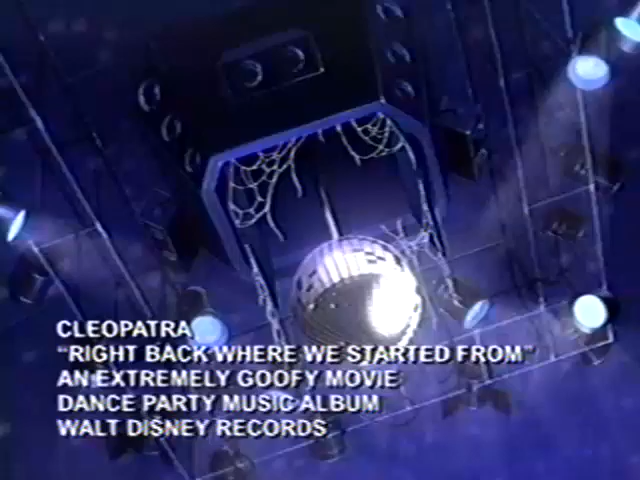 CLEOPATRA
“RIGHT BACK WHERE WE STARTED FROM”
AN EXTREMELY GOOFY MOVIE
DANCE PARTY MUSIC ALBUM
WALT DISNEY RECORDS